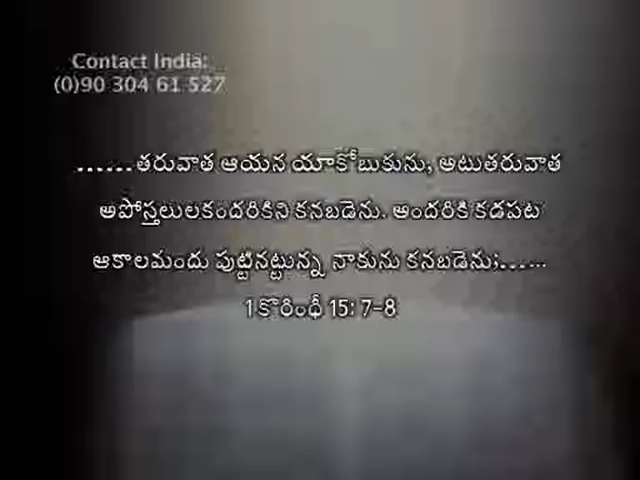 Contact India:
(0)90 304 61 527
......తరువాత ఆయన యాకోబుకును, అటుతరువాత
అపోస్తలులకందరికిని కనబడెను. అందరికి కడపట
ఆకాలమందు పుట్టినట్టున్న నాకును కనబడెను;......
1 కొరింథీ 15: 7-8